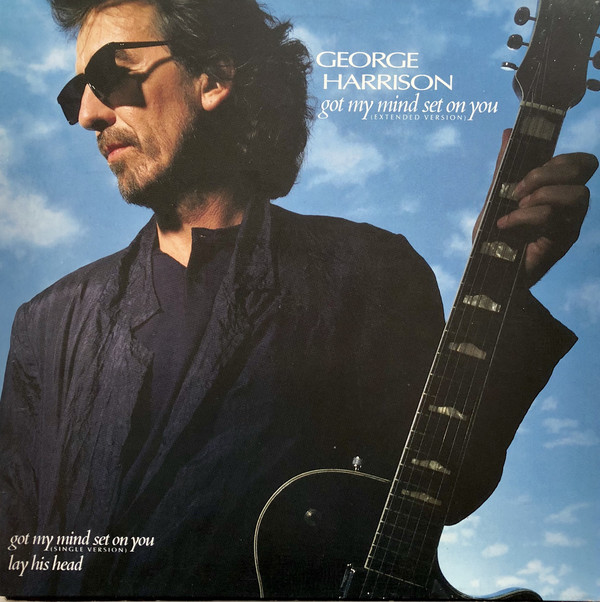 GEORGE
HARRISON
got my mind set on you
(EXTENDED VERSION)
got my mind set on you
(SINGLE VERSION)
lay his head